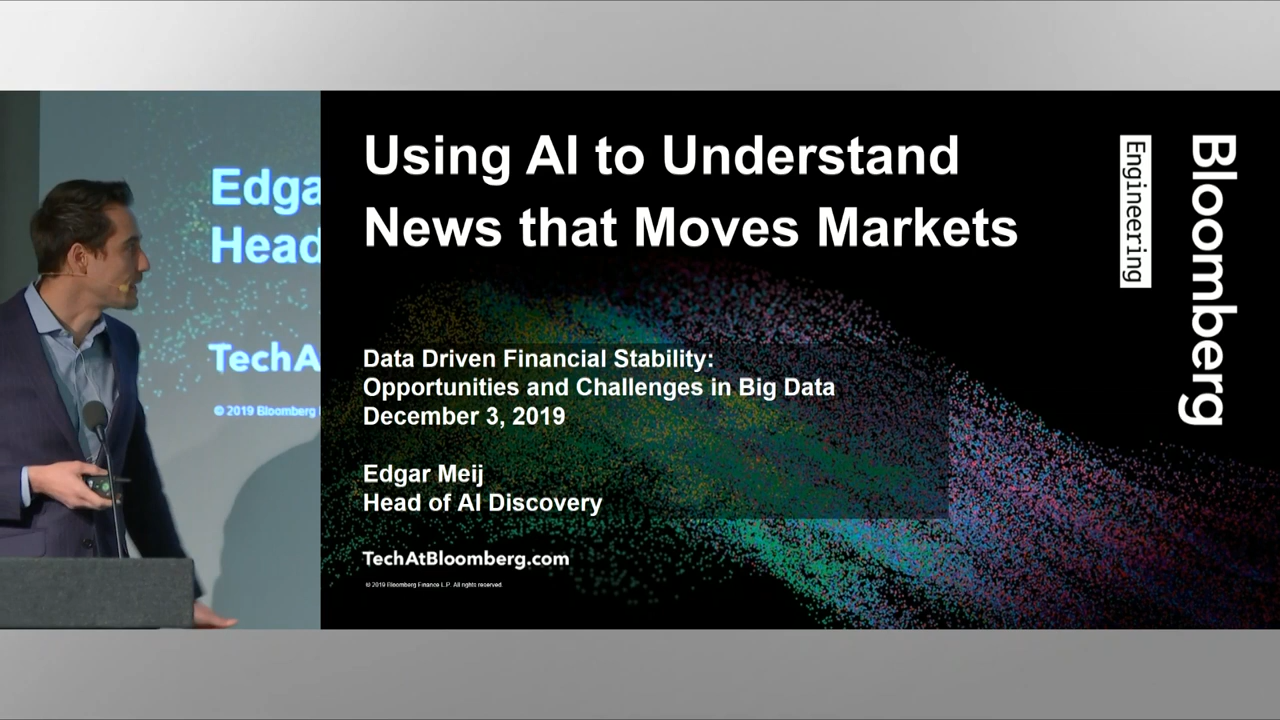 Edga
Head
TechA
© 2019 Bloomberg
Using AI to Understand
News that Moves Markets
Data Driven Financial Stability:
Opportunities and Challenges in Big Data
December 3, 2019
Edgar Meij
Head of AI Discovery
TechAtBloomberg.com
© 2019 Bloomberg Finance L.P. All rights reserved
Engineering
Bloomberg